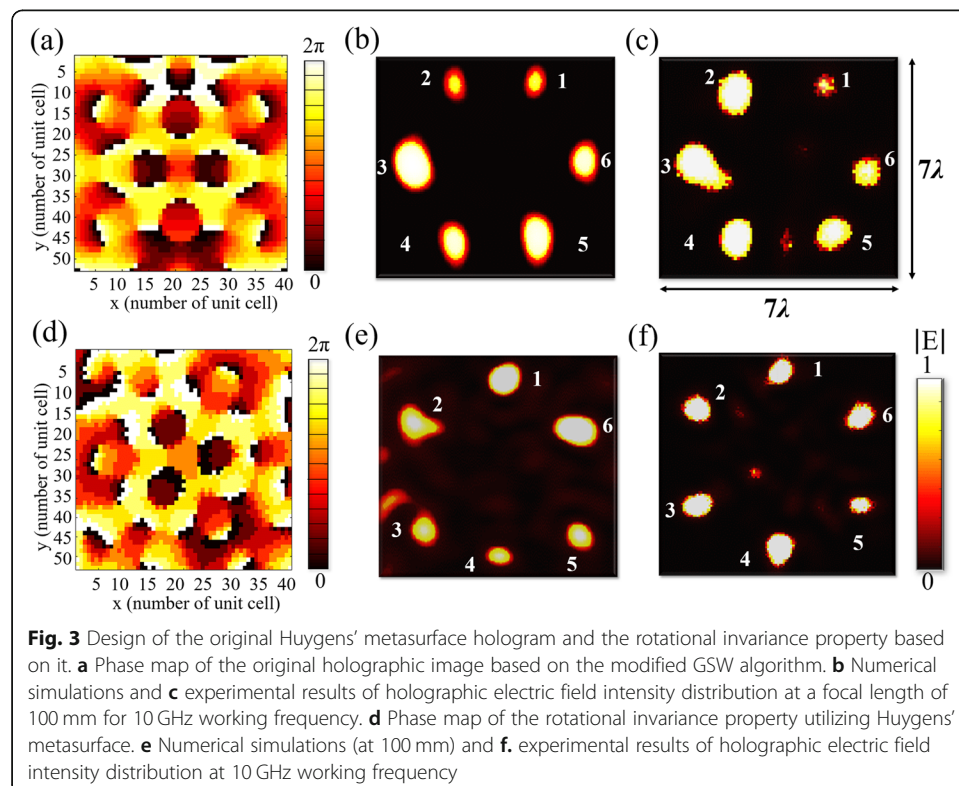 (a)
2π
0
y (number of unit cell)
5
10
15
20
25
30
35
40
45
50
5 10 15 20 25 30 35 40
x (number of unit cell)
(b)
2 1
3 6
4 5
(c)
2 1
3 6
4 5
7λ
7λ
(d)
2π
0
y (number of unit cell)
5
10
15
20
25
30
35
40
45
50
5 10 15 20 25 30 35 40
x (number of unit cell)
(e)
1
2
6
3
4 5
(f)
1
2
6
3
5
4
|E|
1
0
Fig. 3 Design of the original Huygens' metasurface hologram and the rotational invariance property based
on it. a Phase map of the original holographic image based on the modified GSW algorithm. b Numerical
simulations and c experimental results of holographic electric field intensity distribution at a focal length of
100 mm for 10 GHz working frequency. d Phase map of the rotational invariance property utilizing Huygens'
metasurface. e Numerical simulations (at 100 mm) and f. experimental results of holographic electric field
intensity distribution at 10 GHz working frequency